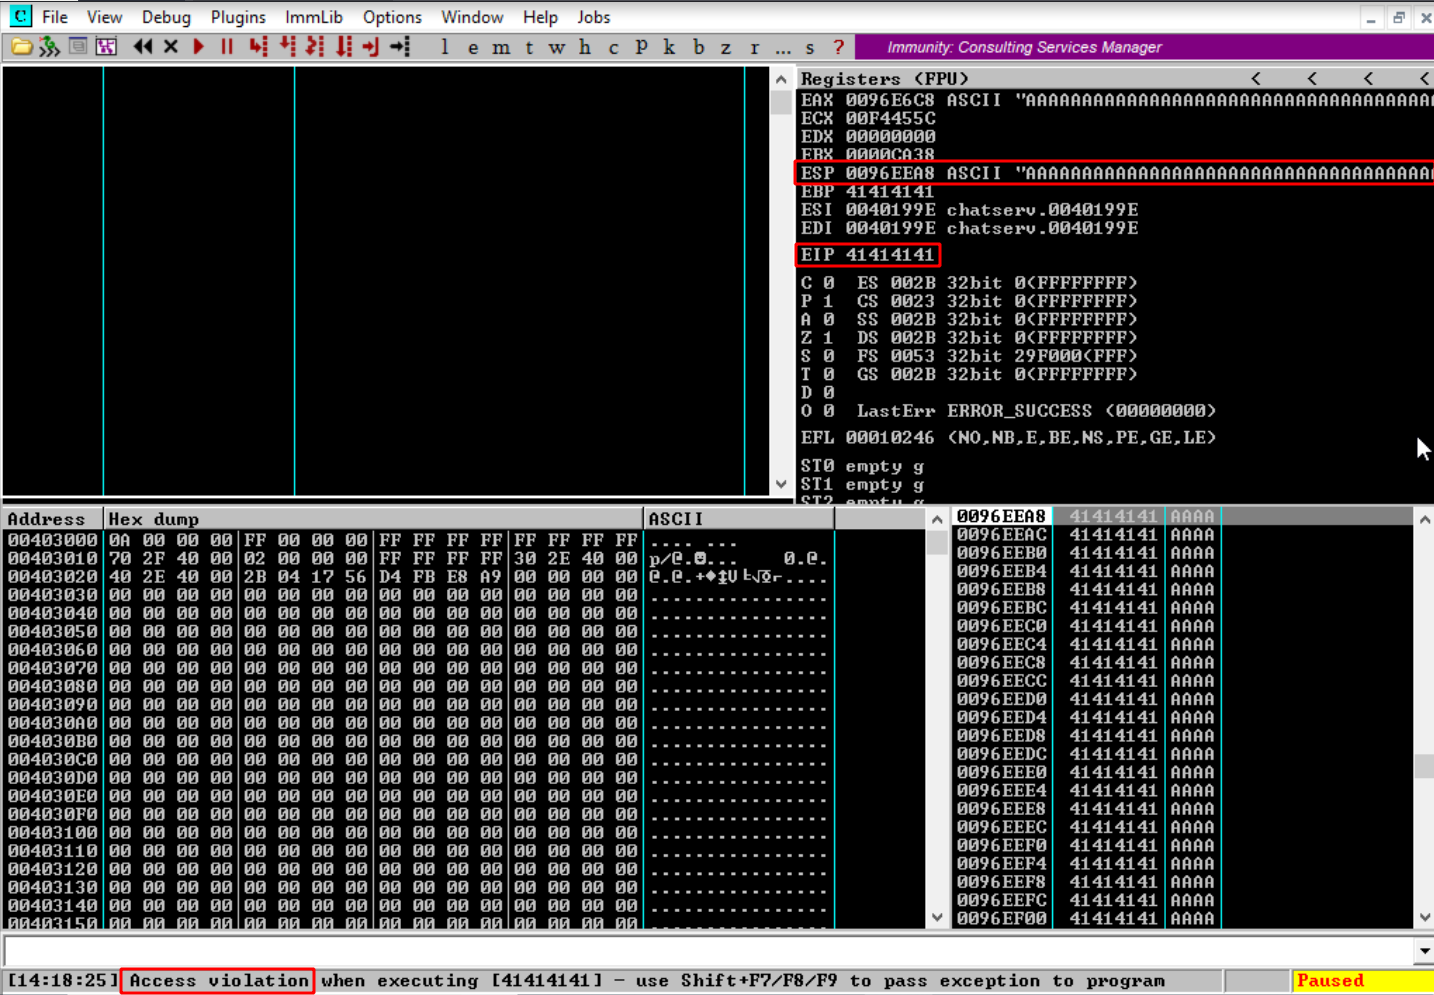 C File View Debug Plugins ImmLib Options Window Help Jobs
l e m t w h c P k b z r ... s ?
Immunity: Consulting Services Manager
Registers (FPU) < < < <
EAX 0096E6C8 ASCII "AAAAAAAAAAAAAAAAAAAAAAAAAAAAAAAAAAAA
ECX 00F4455C
EDX 00000000
EBX 0000CA38
ESP 0096EEA8 ASCII "AAAAAAAAAAAAAAAAAAAAAAAAAAAAAAAAAAAA
EBP 41414141
ESI 0040199E chatserv.0040199E
EDI 0040199E chatserv.0040199E
EIP 41414141
C 0 ES 002B 32bit 0(FFFFFFFF)
P 1 CS 0023 32bit 0(FFFFFFFF)
A 0 SS 002B 32bit 0(FFFFFFFF)
Z 1 DS 002B 32bit 0(FFFFFFFF)
S 0 FS 0053 32bit 29F000(FFF)
T 0 GS 002B 32bit 0(FFFFFFFF)
D 0
O 0 LastErr ERROR_SUCCESS (00000000)
EFL 00010246 (NO,NB,E,BE,NS,PE,GE,LE)
ST0 empty g
ST1 empty g
ST2 empty g
Address Hex dump ASCII
00403000 0A 00 00 00 FF 00 00 00 FF FF FF FF FF FF FF FF .... ...
00403010 70 2F 40 00 02 00 00 00 FF FF FF FF 30 2E 40 00 p/@.☻... 0.@.
00403020 40 2E 40 00 2B 04 17 56 D4 FB E8 A9 00 00 00 00 @.@.+♦↨V
00403030 00 00 00 00 00 00 00 00 00 00 00 00 00 00 00 00 ................
00403040 00 00 00 00 00 00 00 00 00 00 00 00 00 00 00 00 ................
00403050 00 00 00 00 00 00 00 00 00 00 00 00 00 00 00 00 ................
00403060 00 00 00 00 00 00 00 00 00 00 00 00 00 00 00 00 ................
00403070 00 00 00 00 00 00 00 00 00 00 00 00 00 00 00 00 ................
00403080 00 00 00 00 00 00 00 00 00 00 00 00 00 00 00 00 ................
00403090 00 00 00 00 00 00 00 00 00 00 00 00 00 00 00 00 ................
004030A0 00 00 00 00 00 00 00 00 00 00 00 00 00 00 00 00 ................
004030B0 00 00 00 00 00 00 00 00 00 00 00 00 00 00 00 00 ................
004030C0 00 00 00 00 00 00 00 00 00 00 00 00 00 00 00 00 ................
004030D0 00 00 00 00 00 00 00 00 00 00 00 00 00 00 00 00 ................
004030E0 00 00 00 00 00 00 00 00 00 00 00 00 00 00 00 00 ................
004030F0 00 00 00 00 00 00 00 00 00 00 00 00 00 00 00 00 ................
00403100 00 00 00 00 00 00 00 00 00 00 00 00 00 00 00 00 ................
00403110 00 00 00 00 00 00 00 00 00 00 00 00 00 00 00 00 ................
00403120 00 00 00 00 00 00 00 00 00 00 00 00 00 00 00 00 ................
00403130 00 00 00 00 00 00 00 00 00 00 00 00 00 00 00 00 ................
00403140 00 00 00 00 00 00 00 00 00 00 00 00 00 00 00 00 ................
00403150 00 00 00 00 00 00 00 00 00 00 00 00 00 00 00 00 ................
0096EEA8 41414141 AAAA
0096EEAC 41414141 AAAA
0096EEB0 41414141 AAAA
0096EEB4 41414141 AAAA
0096EEB8 41414141 AAAA
0096EEBC 41414141 AAAA
0096EEC0 41414141 AAAA
0096EEC4 41414141 AAAA
0096EEC8 41414141 AAAA
0096EECC 41414141 AAAA
0096EED0 41414141 AAAA
0096EED4 41414141 AAAA
0096EED8 41414141 AAAA
0096EEDC 41414141 AAAA
0096EEE0 41414141 AAAA
0096EEE4 41414141 AAAA
0096EEE8 41414141 AAAA
0096EEEC 41414141 AAAA
0096EEF0 41414141 AAAA
0096EEF4 41414141 AAAA
0096EEF8 41414141 AAAA
0096EEFC 41414141 AAAA
0096EF00 41414141 AAAA
[14:18:25] Access violation when executing [41414141] - use Shift+F7/F8/F9 to pass exception to program
Paused